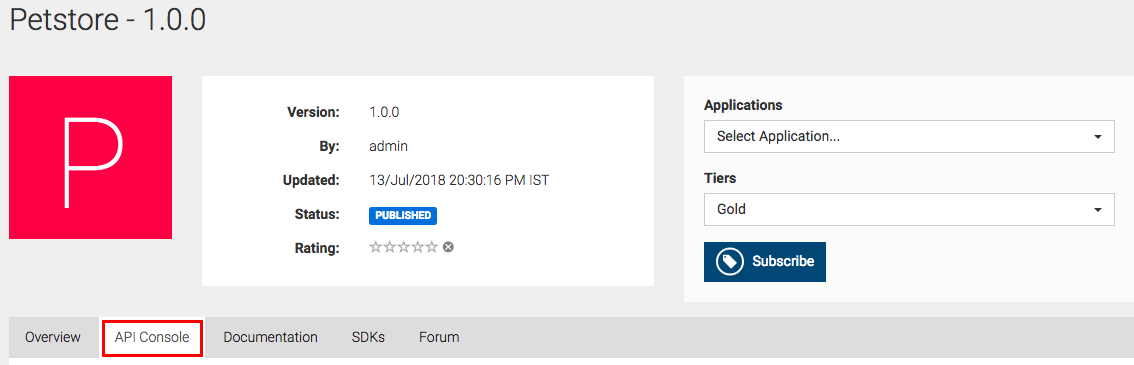 Petstore - 1.0.0
P
Version: 1.0.0
By: admin
Updated: 13/Jul/2018 20:30:16 PM IST
Status: PUBLISHED
Rating:
Applications
Select Application...
Tiers
Gold
Subscribe
Overview API Console Documentation SDKs Forum